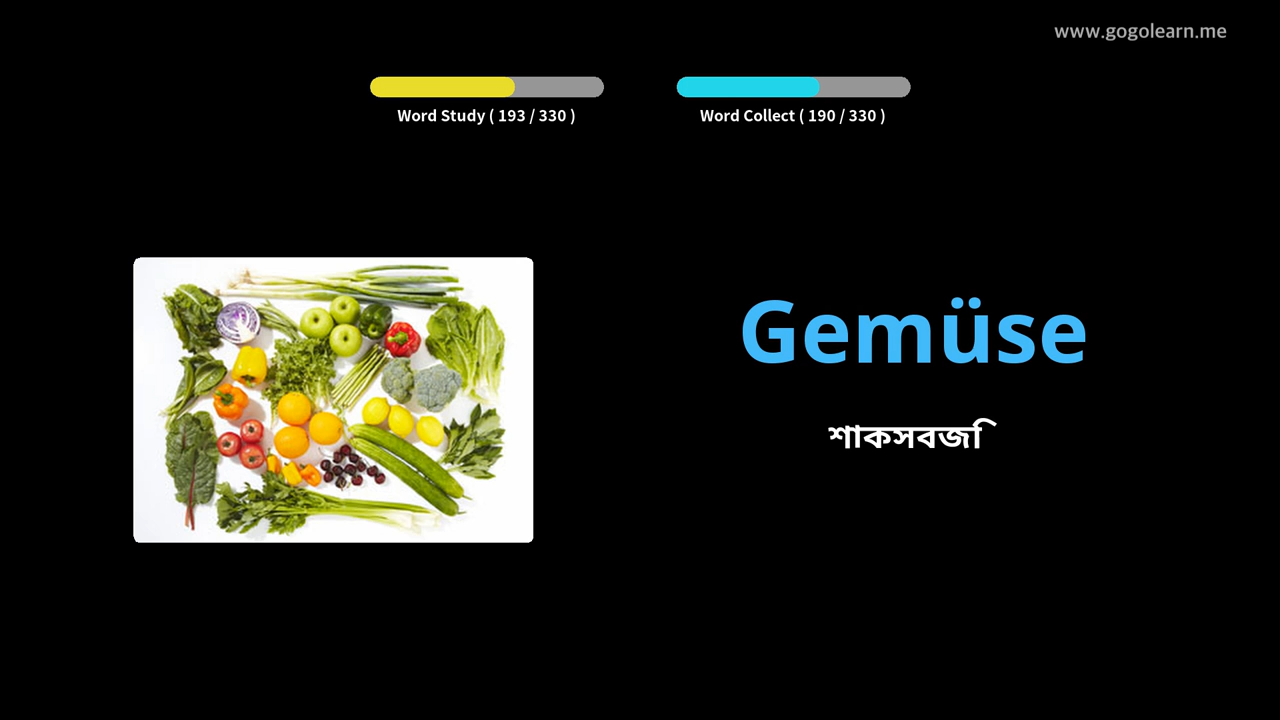 www.gogolearn.me
Word Study ( 193 / 330 )
Word Collect ( 190 / 330 )
Gemüse
শাকসবজি